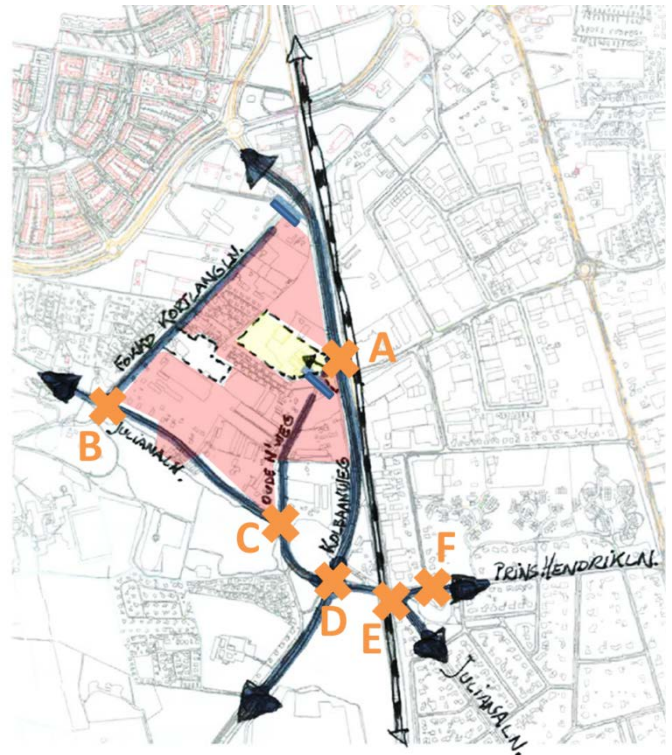 FOKKO KORTLANGLN.
A
B
JULIANALN.
OUDE N'WEG
KOLBAANWEG
C
D
E
F
PRINS.HENDRIKLN.
JULIANALN.